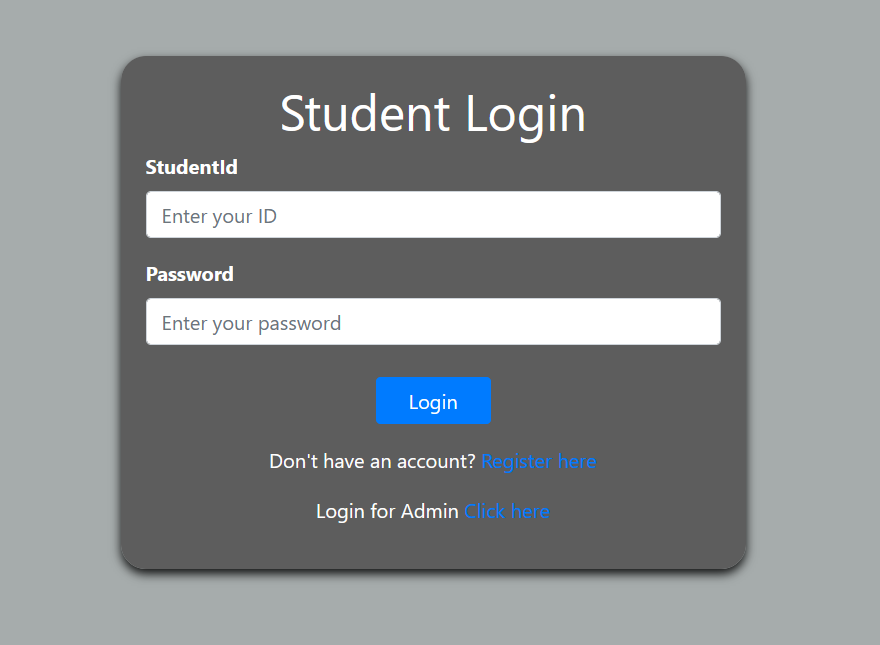 Student Login
StudentId
Enter your ID
Password
Enter your password
Login
Don't have an account? Register here
Login for Admin Click here